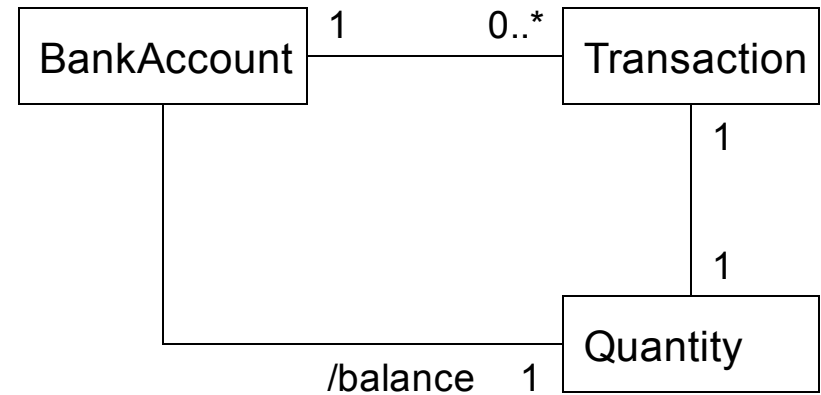 1 0..*
BankAccount Transaction
1
1
Quantity
/balance 1